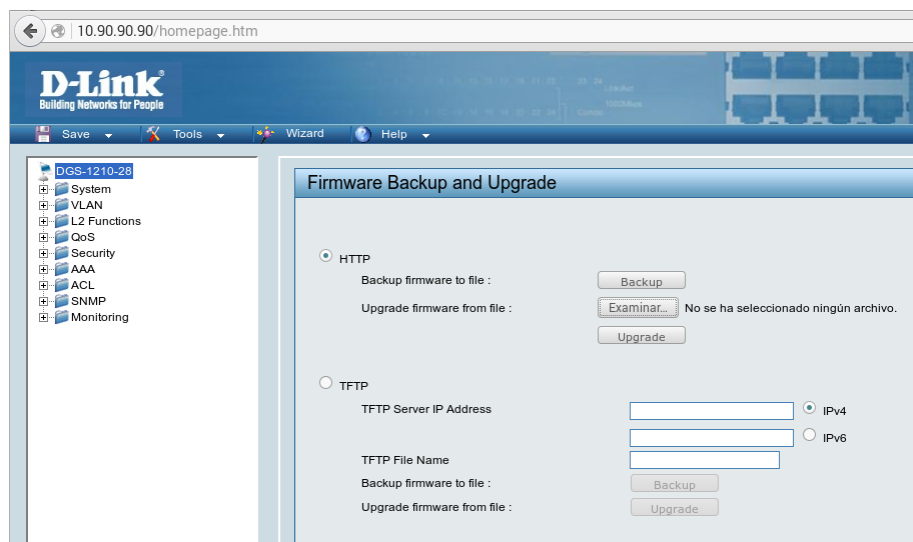 10.90.90.90/homepage.htm
D-Link
Building Networks for People
Save Tools Wizard Help
DGS-1210-28
System
VLAN
L2 Functions
QoS
Security
AAA
ACL
SNMP
Monitoring
Firmware Backup and Upgrade
HTTP
Backup firmware to file : Backup
Upgrade firmware from file : Examinar... No se ha seleccionado ningún archivo.
Upgrade
TFTP
TFTP Server IP Address IPv4
IPv6
TFTP File Name
Backup firmware to file : Backup
Upgrade firmware from file : Upgrade